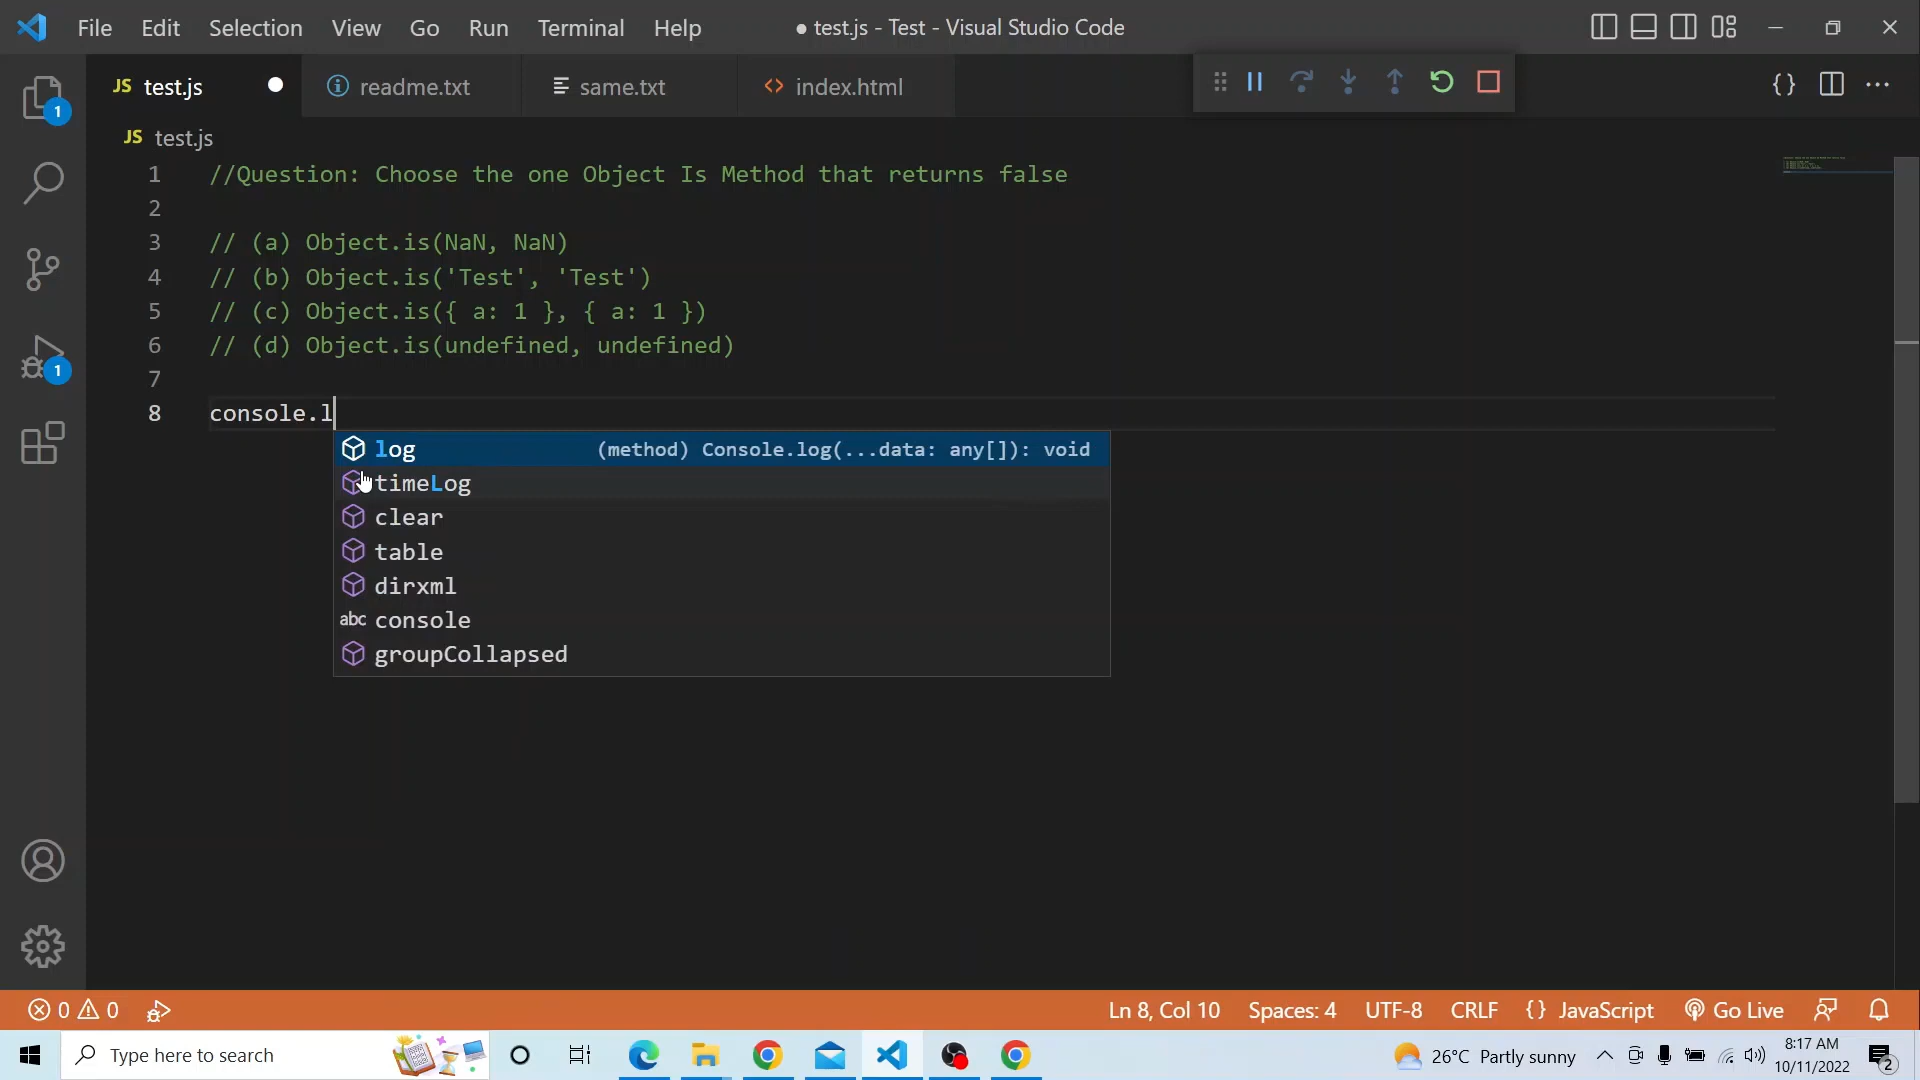 File Edit Selection View Go Run Terminal Help ● test.js - Test - Visual Studio Code
JS test.js ● readme.txt same.txt <> index.html
1
JS test.js
1 //Question: Choose the one Object Is Method that returns false
2
3 // (a) Object.is(NaN, NaN)
4 // (b) Object.is('Test', 'Test')
5 // (c) Object.is({ a: 1 }, { a: 1 })
6 // (d) Object.is(undefined, undefined)
1
7
8 console.l
log (method) Console.log(...data: any[]): void
timeLog
clear
table
dirxml
abc console
groupCollapsed
0 0 Ln 8, Col 10 Spaces: 4 UTF-8 CRLF {} JavaScript Go Live
Type here to search 26°C Partly sunny 8:17 AM
10/11/2022 2